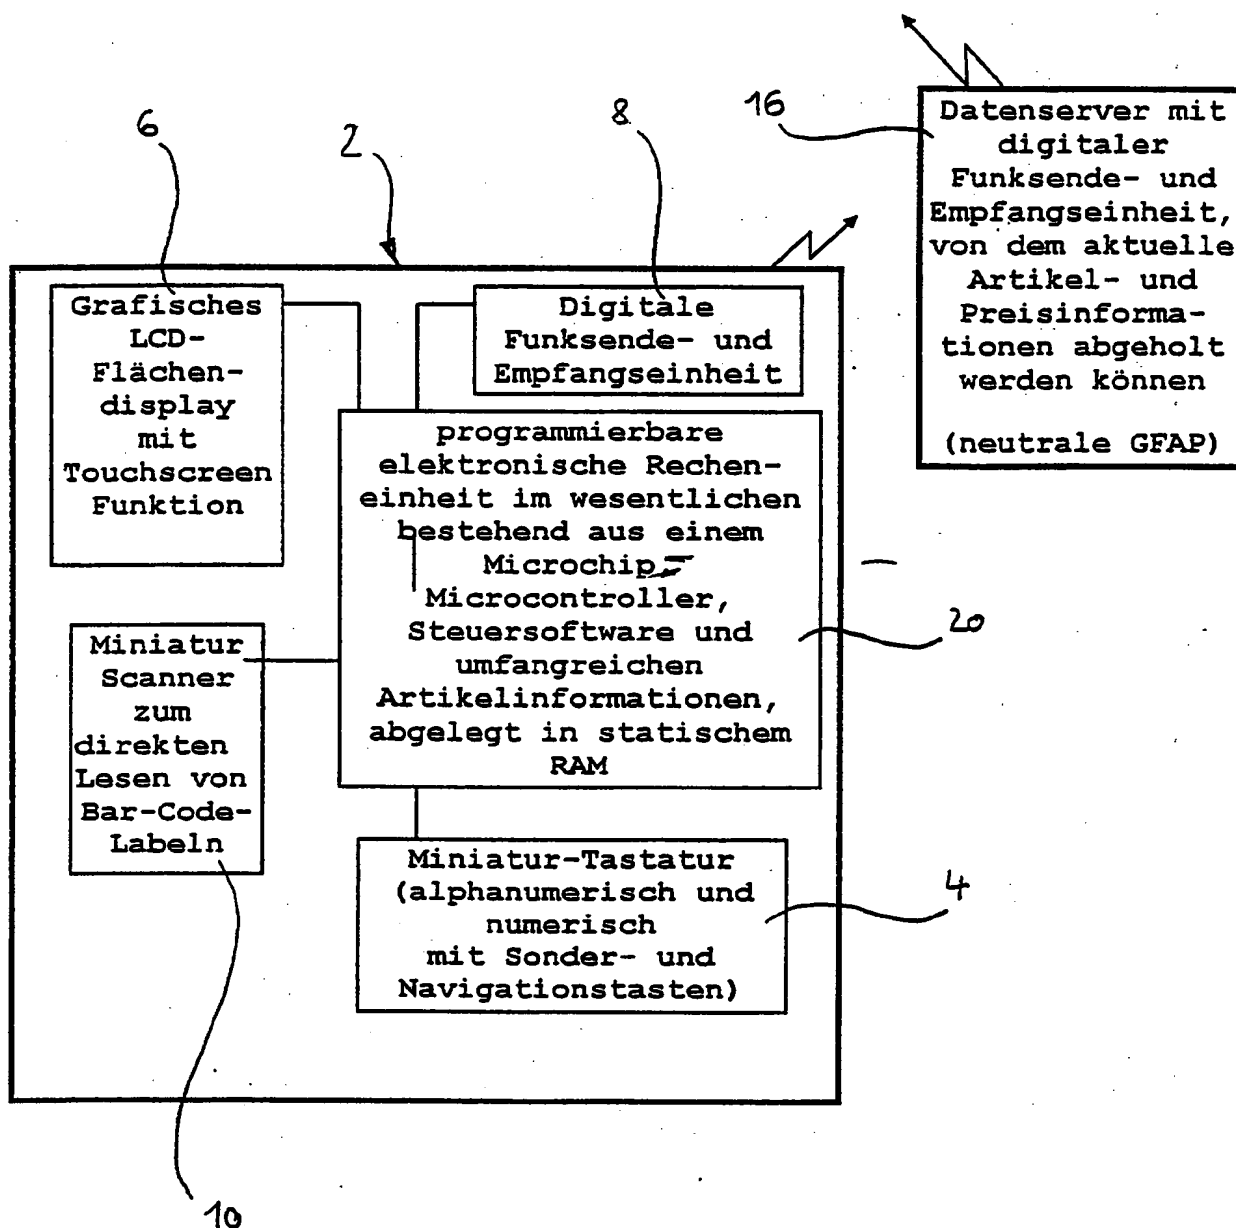 6
2
8
16
Datenserver mit
digitaler
Funksende- und
Empfangseinheit,
von dem aktuelle
Artikel- und
Preisinforma-
tionen abgeholt
werden können
(neutrale GFAP)
Grafisches
LCD-
Flächen-
display
mit
Touchscreen
Funktion
Digitale
Funksende- und
Empfangseinheit
programmierbare
elektronische Rechen-
einheit im wesentlichen
bestehend aus einem
Microchip-
Microcontroller,
Steuersoftware und
umfangreichen
Artikelinformationen,
abgelegt in statischem
RAM
20
Miniatur
Scanner
zum
direkten
Lesen von
Bar-Code-
Labeln
Miniatur-Tastatur
(alphanumerisch und
numerisch
mit Sonder- und
Navigationstasten)
4
10